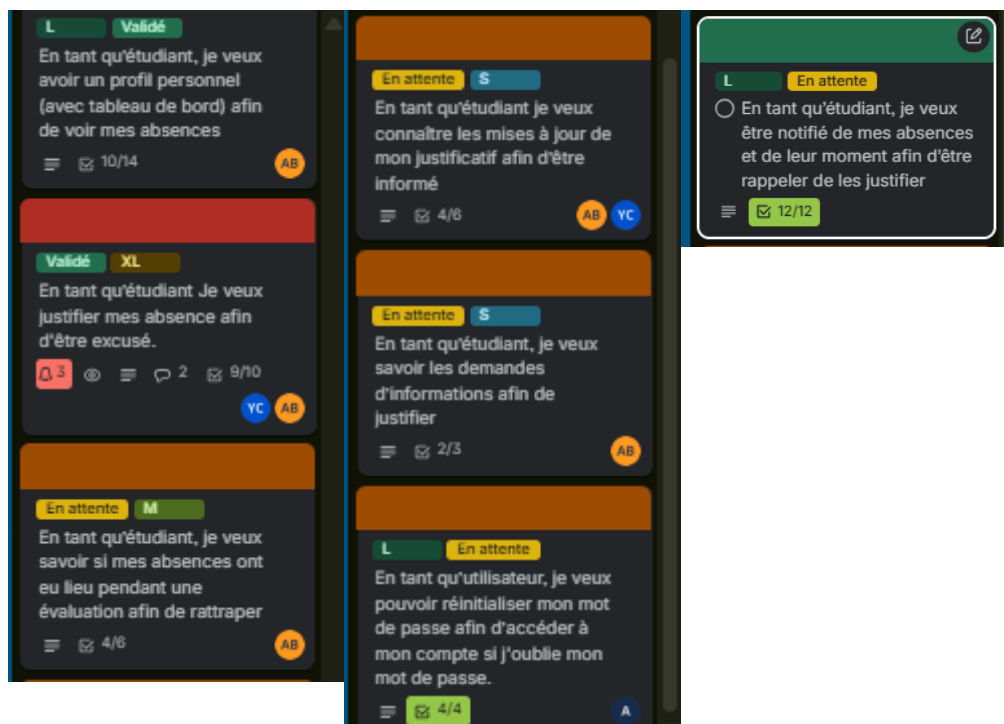 L Validé
En tant qu'étudiant, je veux
avoir un profil personnel
(avec tableau de bord) afin
de voir mes absences
10/14 AB
Validé XL
En tant qu'étudiant Je veux
justifier mes absence afin
d'être excusé.
3 2 9/10
YC AB
En attente M
En tant qu'étudiant, je veux
savoir si mes absences ont
eu lieu pendant une
évaluation afin de rattraper
4/6 AB
En attente S
En tant qu'étudiant je veux
connaître les mises à jour de
mon justificatif afin d'être
informé
4/6 AB YC
En attente S
En tant qu'étudiant, je veux
savoir les demandes
d'informations afin de
justifier
2/3 AB
L En attente
En tant qu'utilisateur, je veux
pouvoir réinitialiser mon mot
de passe afin d'accéder à
mon compte si j'oublie mon
mot de passe.
4/4 A
L En attente
En tant qu'étudiant, je veux
être notifié de mes absences
et de leur moment afin d'être
rappeler de les justifier
12/12